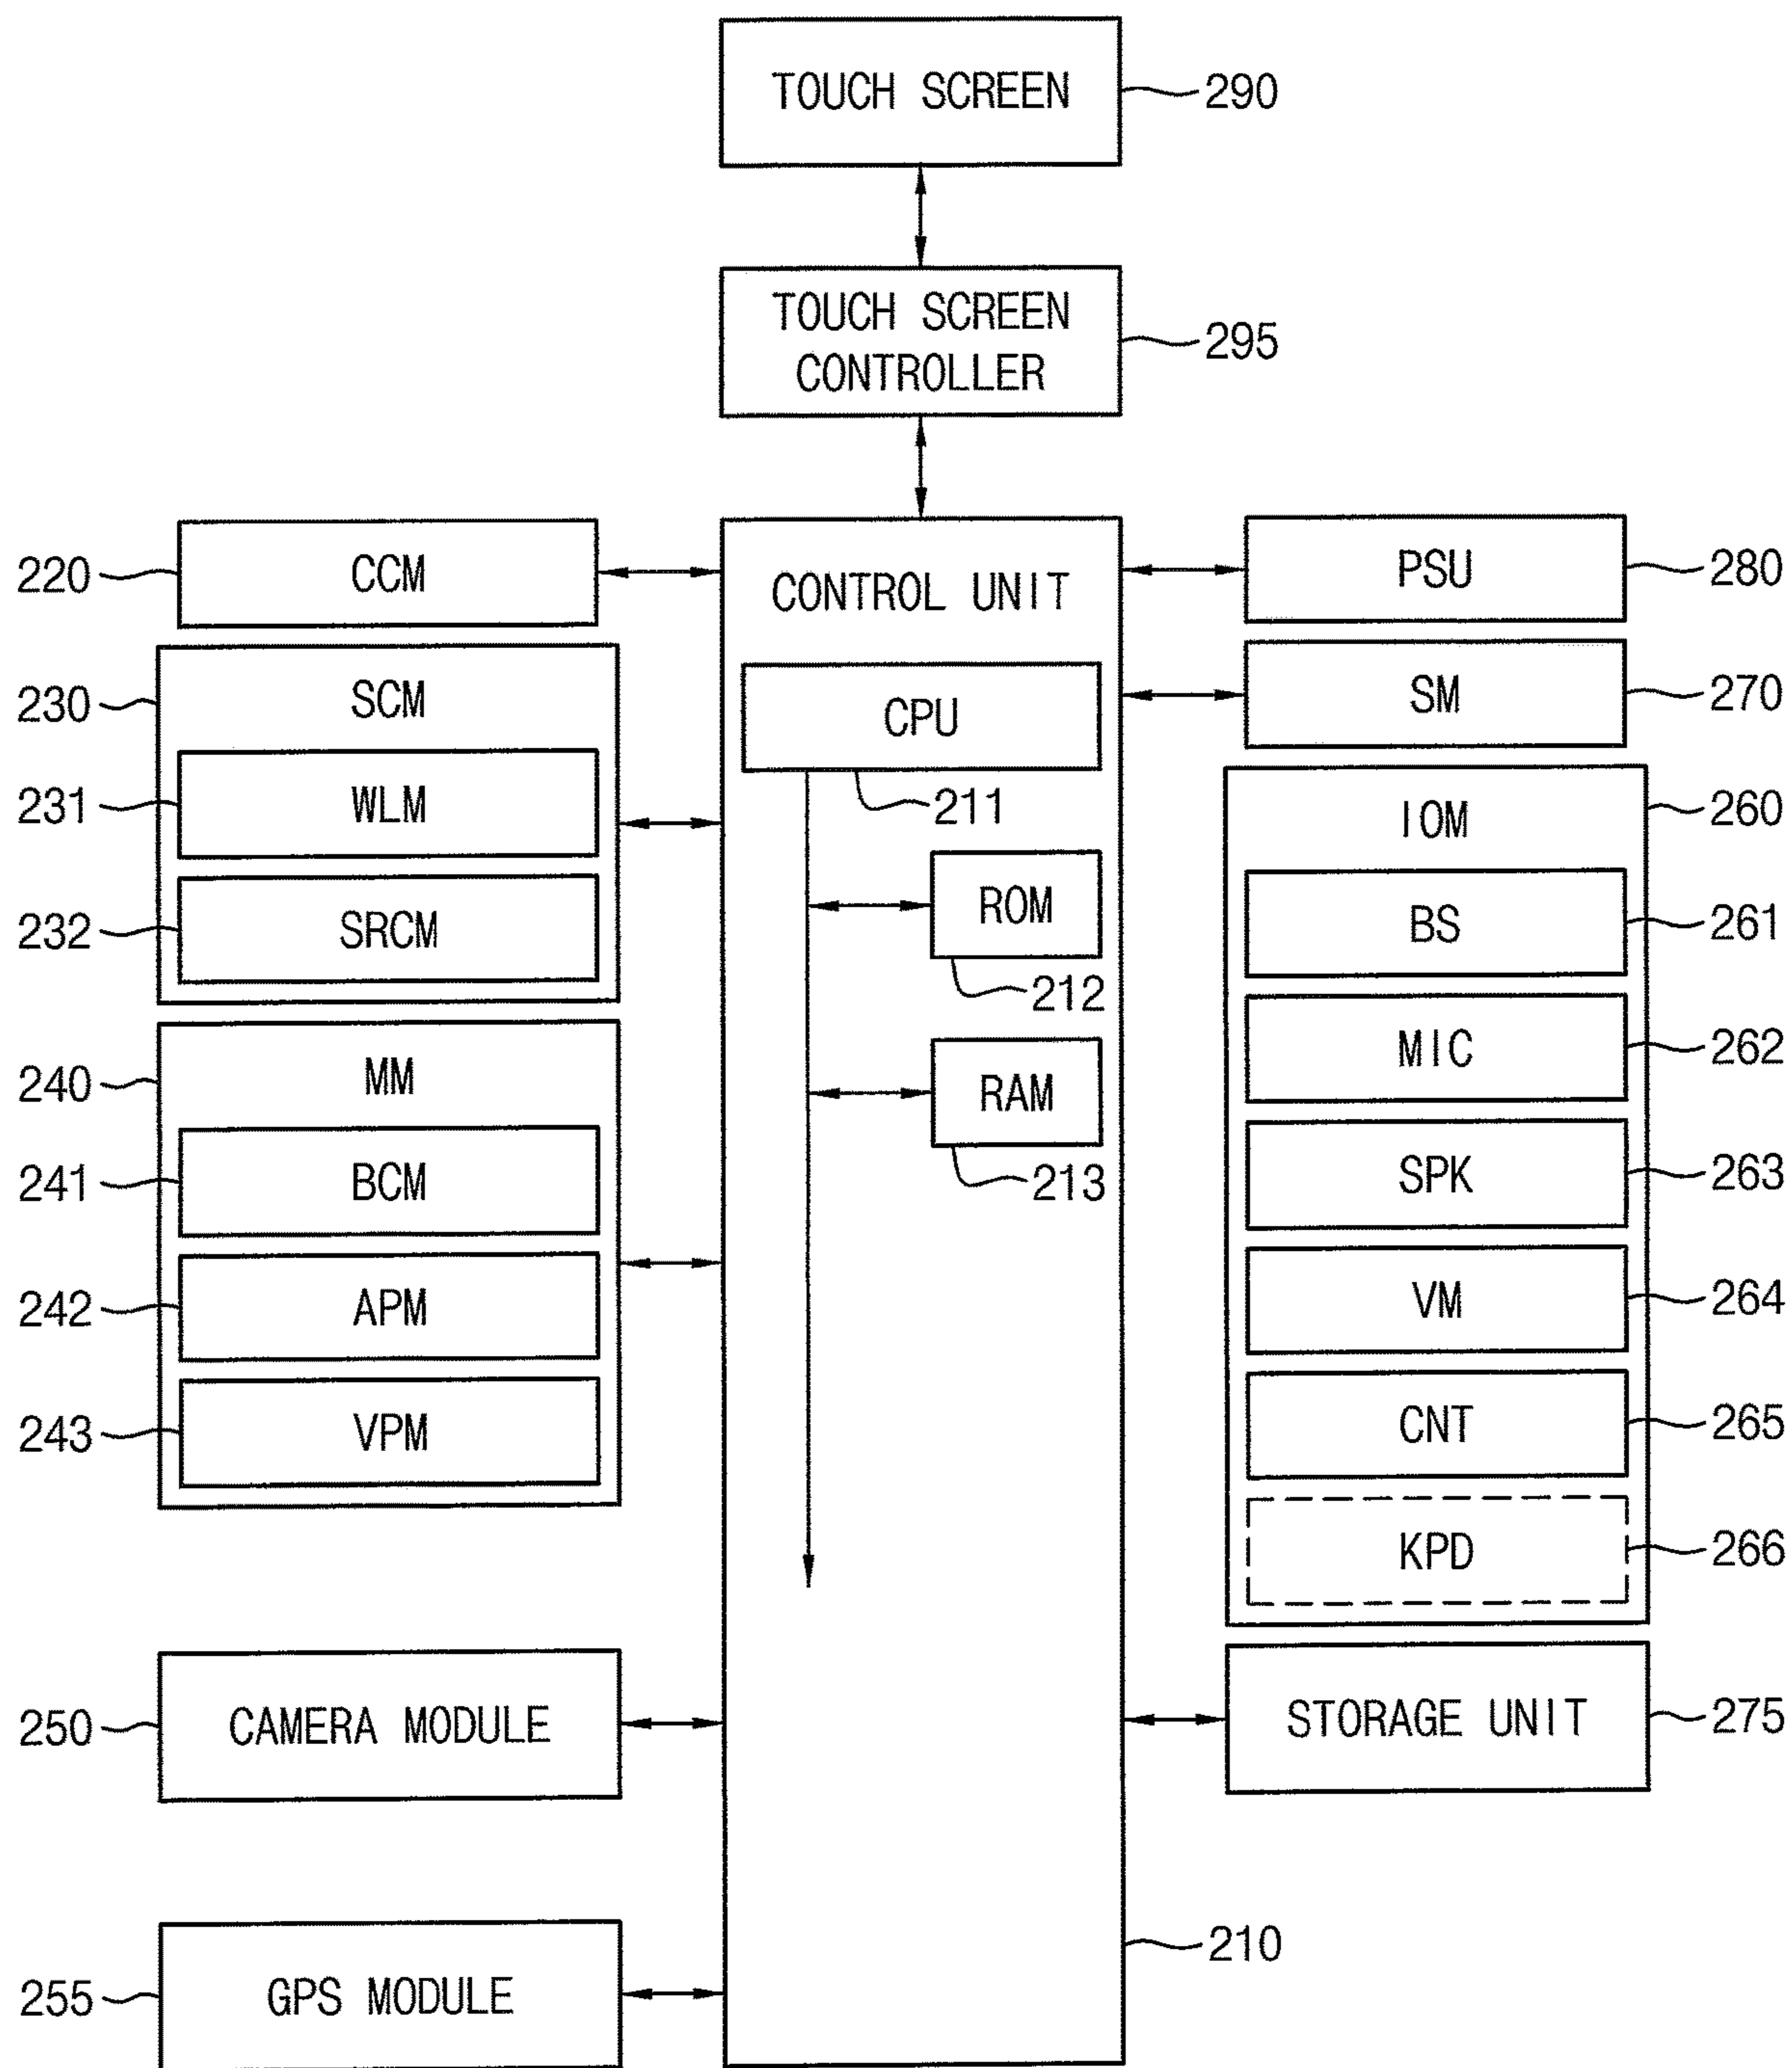 TOUCH SCREEN
290
TOUCH SCREEN
CONTROLLER
295
220
CCM
CONTROL UNIT
PSU
280
230
SCM
CPU
211
SM
270
231
WLM
IOM
260
232
SRCM
ROM
212
BS
261
240
MM
RAM
213
MIC
262
241
BCM
SPK
263
242
APM
VM
264
243
VPM
CNT
265
KPD
266
250
CAMERA MODULE
STORAGE UNIT
275
210
255
GPS MODULE